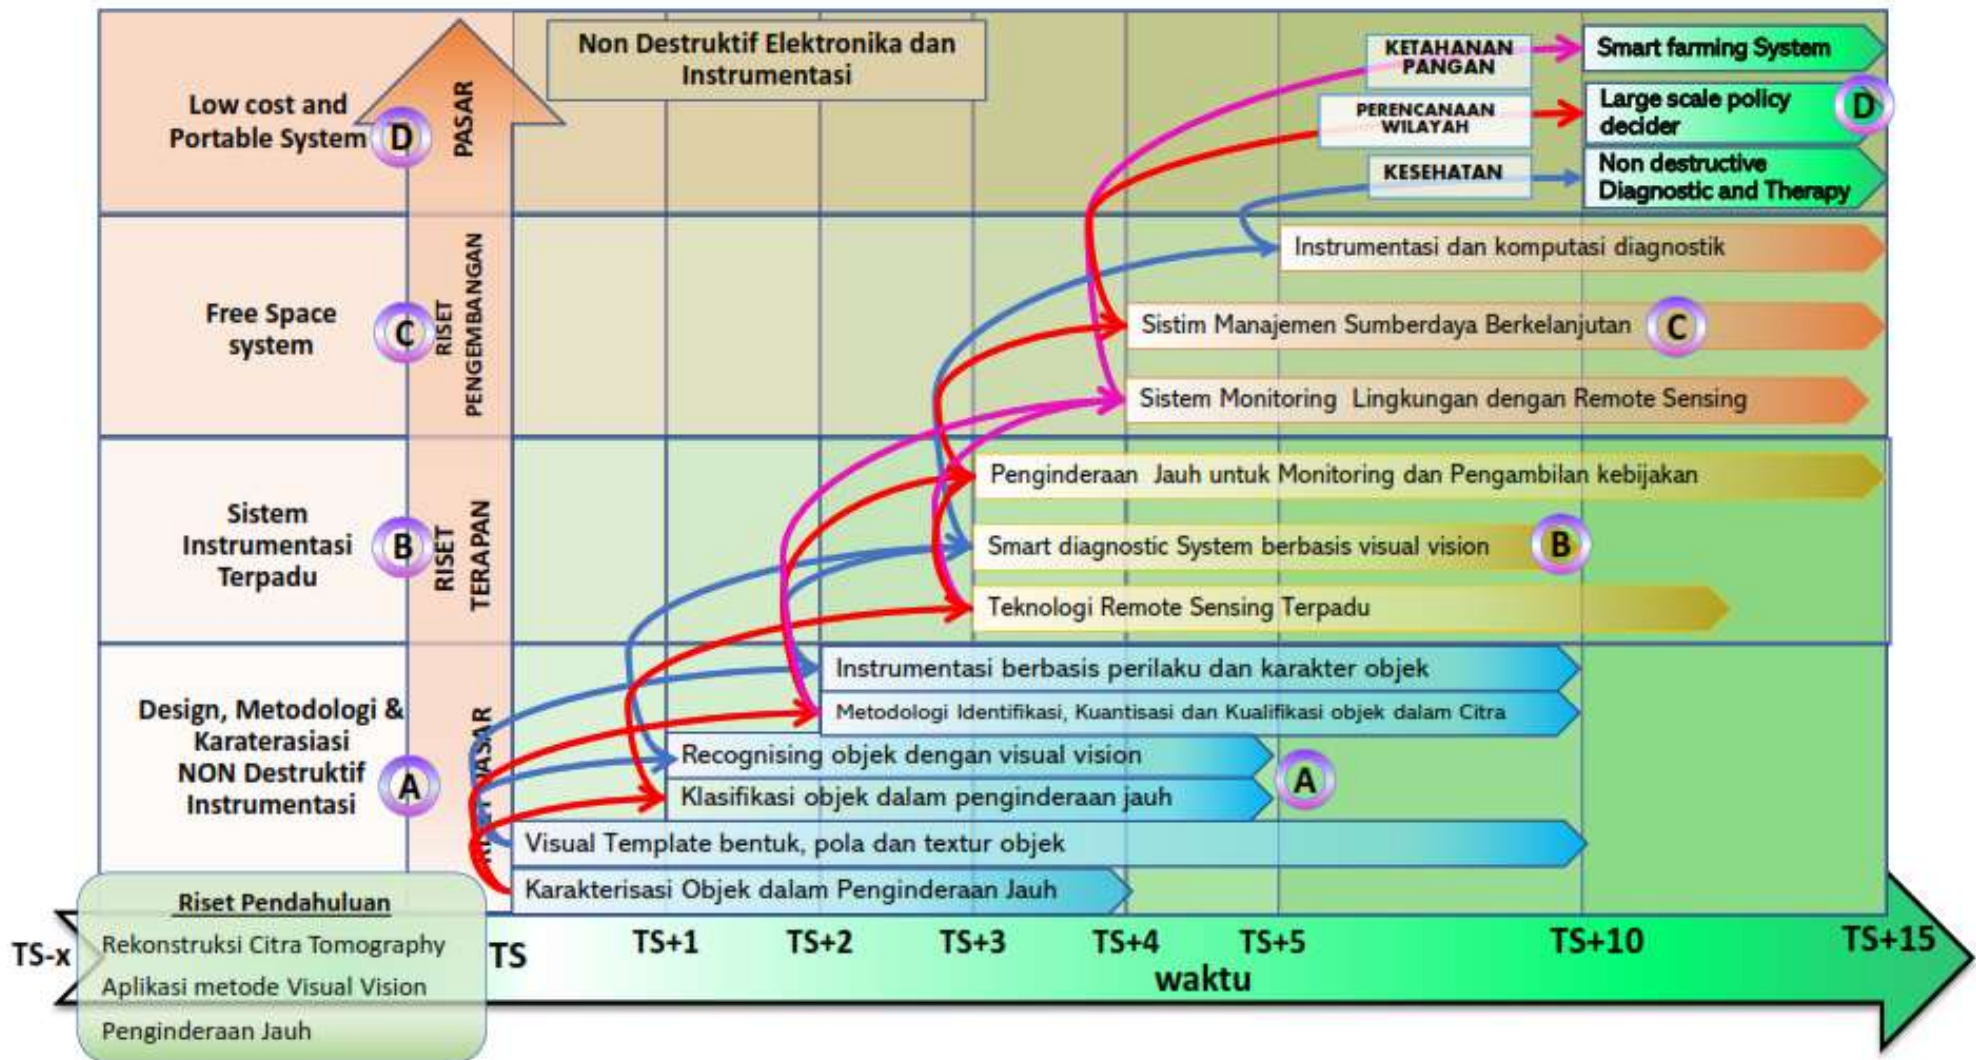 Non Destruktif Elektronika dan
Instrumentasi
Low cost and
Portable System
D
PASAR
KETAHANAN
PANGAN
Smart farming System
PERENCANAAN
WILAYAH
Large scale policy
decider
D
KESEHATAN
Non destructive
Diagnostic and Therapy
Free Space
system
C
RISET
PENGEMBANGAN
Instrumentasi dan komputasi diagnostik
Sistim Manajemen Sumberdaya Berkelanjutan
C
Sistem Monitoring Lingkungan dengan Remote Sensing
Sistem
Instrumentasi
Terpadu
B
RISET
TERAPAN
Penginderaan Jauh untuk Monitoring dan Pengambilan kebijakan
Smart diagnostic System berbasis visual vision
B
Teknologi Remote Sensing Terpadu
Design, Metodologi &
Karaterasiasi
NON Destruktif
Instrumentasi
A
DASAR
Instrumentasi berbasis perilaku dan karakter objek
Metodologi Identifikasi, Kuantisasi dan Kualifikasi objek dalam Citra
Recognising objek dengan visual vision
A
Klasifikasi objek dalam penginderaan jauh
Visual Template bentuk, pola dan textur objek
Karakterisasi Objek dalam Penginderaan Jauh
Riset Pendahuluan
Rekonstruksi Citra Tomography
Aplikasi metode Visual Vision
Penginderaan Jauh
TS-x
TS
TS+1
TS+2
TS+3
TS+4
TS+5
TS+10
TS+15
waktu